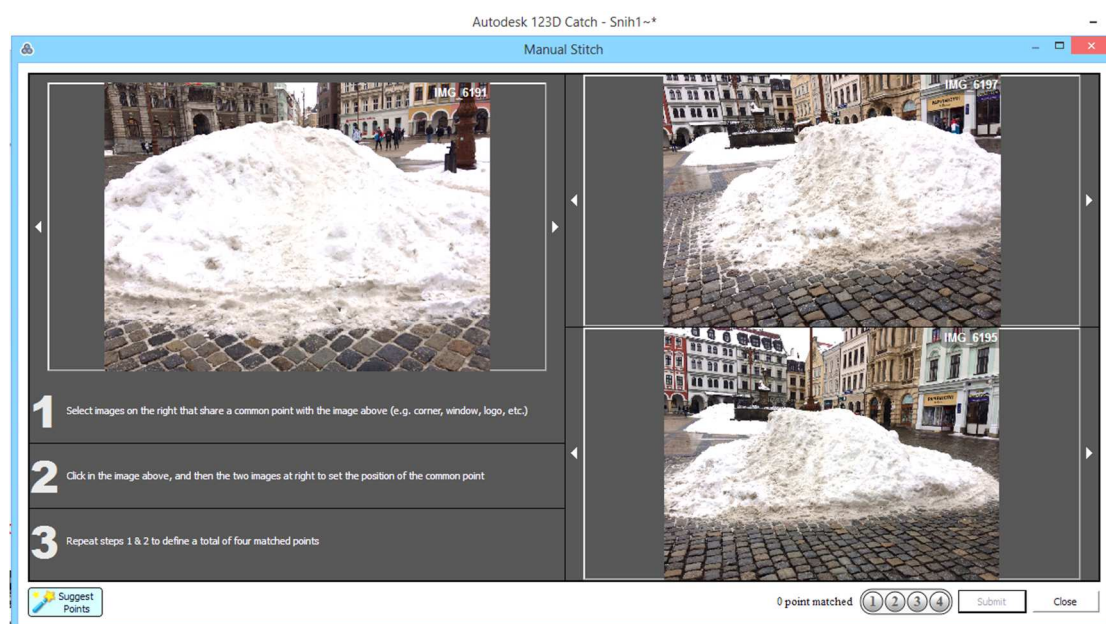 Autodesk 123D Catch - Snih1~*
Manual Stitch
IMG_6191
IMG_6197
IMG_6195
1 Select images on the right that share a common point with the image above (e.g. corner, window, logo, etc.)
2 Click in the image above, and then the two images at right to set the position of the common point
3 Repeat steps 1 & 2 to define a total of four matched points
Suggest
Points
0 point matched 1 2 3 4 Submit Close